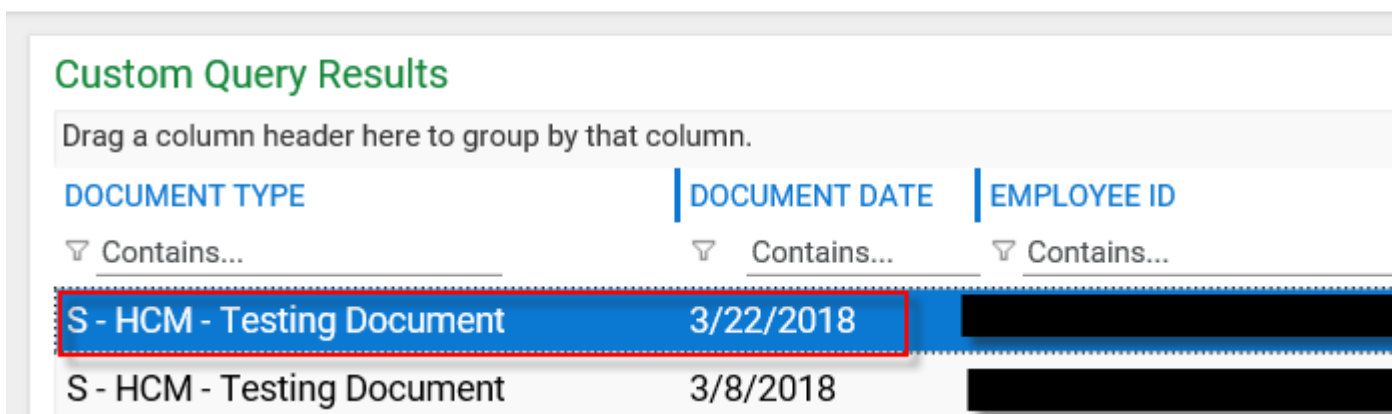 Custom Query Results
Drag a column header here to group by that column.
DOCUMENT TYPE DOCUMENT DATE EMPLOYEE ID
Contains... Contains... Contains...
S - HCM - Testing Document 3/22/2018
S - HCM - Testing Document 3/8/2018